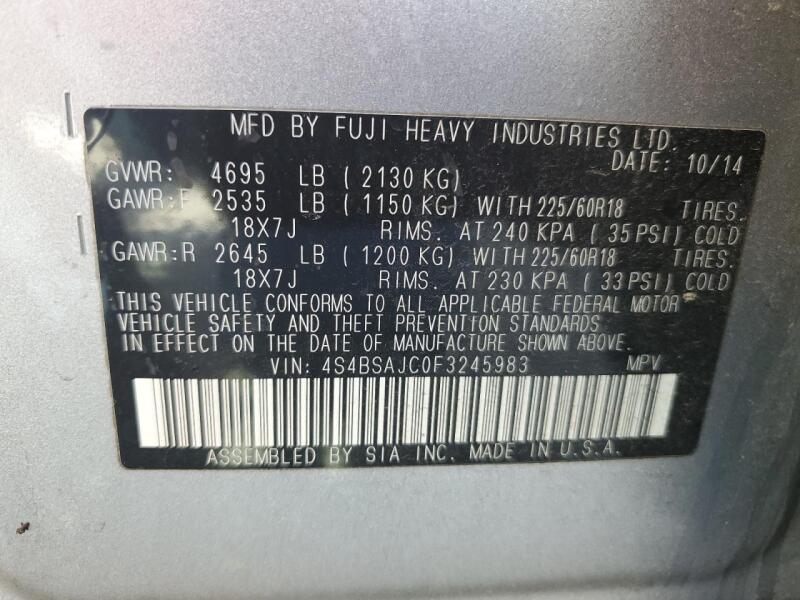 MFD BY FUJI HEAVY INDUSTRIES LTD.
DATE: 10/14
GVWR: 4695 LB ( 2130 KG)
GAWR:F 2535 LB ( 1150 KG) WITH 225/60R18 TIRES.
18X7J RIMS. AT 240 KPA ( 35 PSI) COLD
GAWR:R 2645 LB ( 1200 KG) WITH 225/60R18 TIRES.
18X7J RIMS. AT 230 KPA ( 33 PSI) COLD
THIS VEHICLE CONFORMS TO ALL APPLICABLE FEDERAL MOTOR
VEHICLE SAFETY AND THEFT PREVENTION STANDARDS
IN EFFECT ON THE DATE OF MANUFACTURE SHOWN ABOVE.
VIN: 4S4BSAJC0F3245983 MPV
ASSEMBLED BY SIA INC. MADE IN U.S.A.